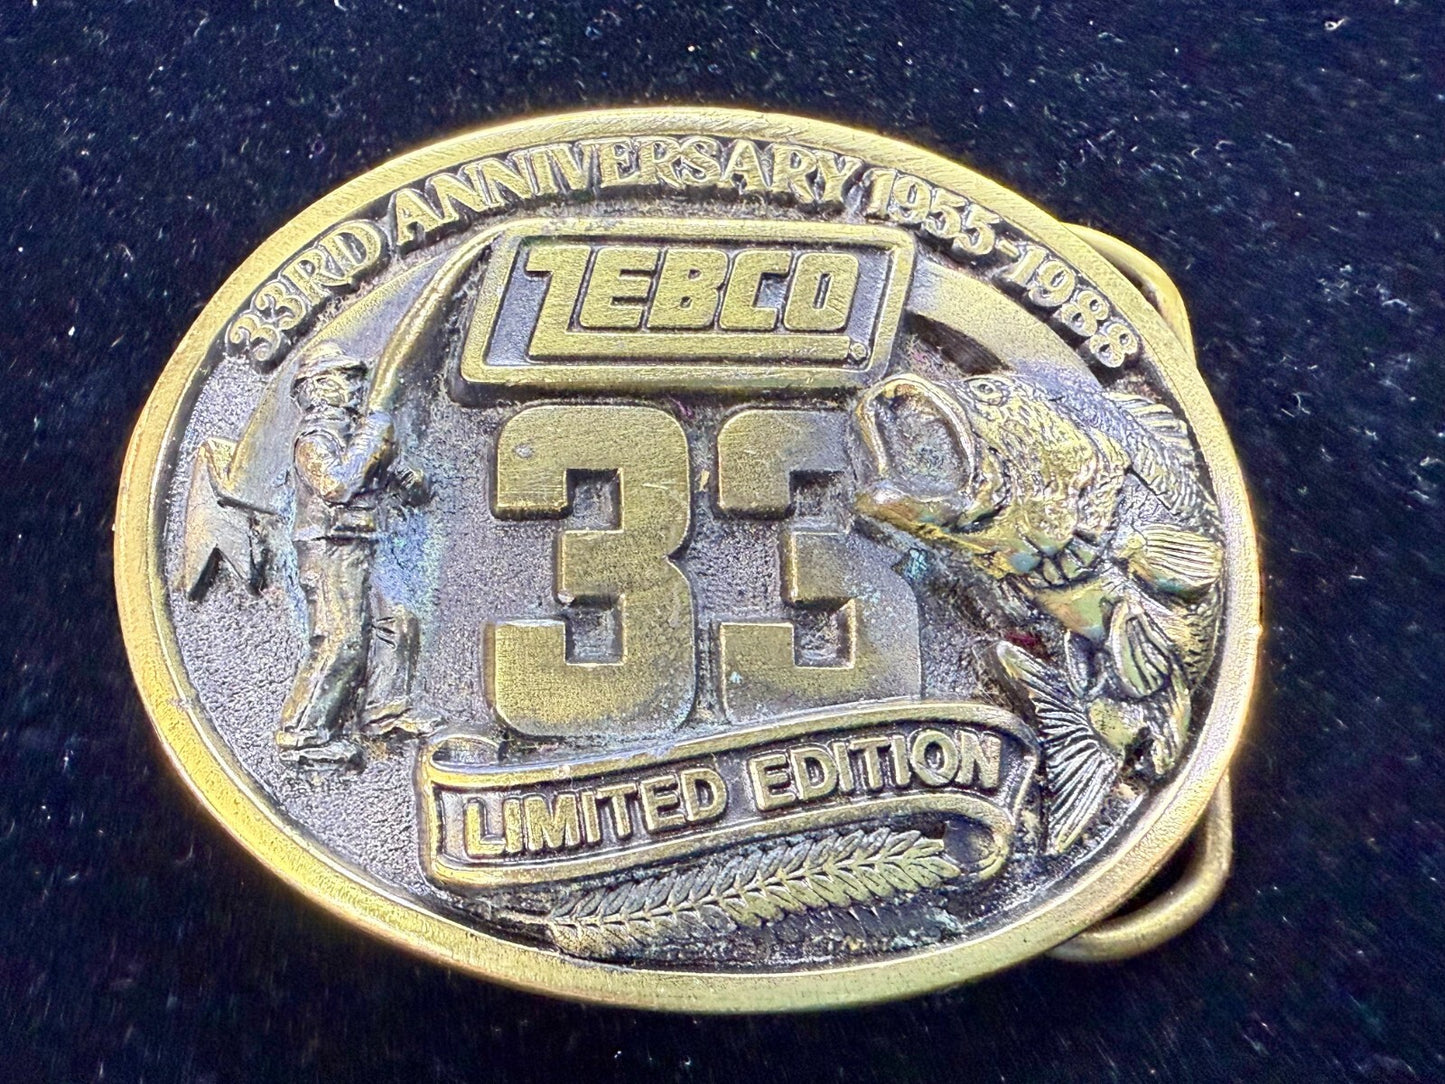 33RD ANNIVERSARY 1955-1988
ZEBCO®
33
LIMITED EDITION